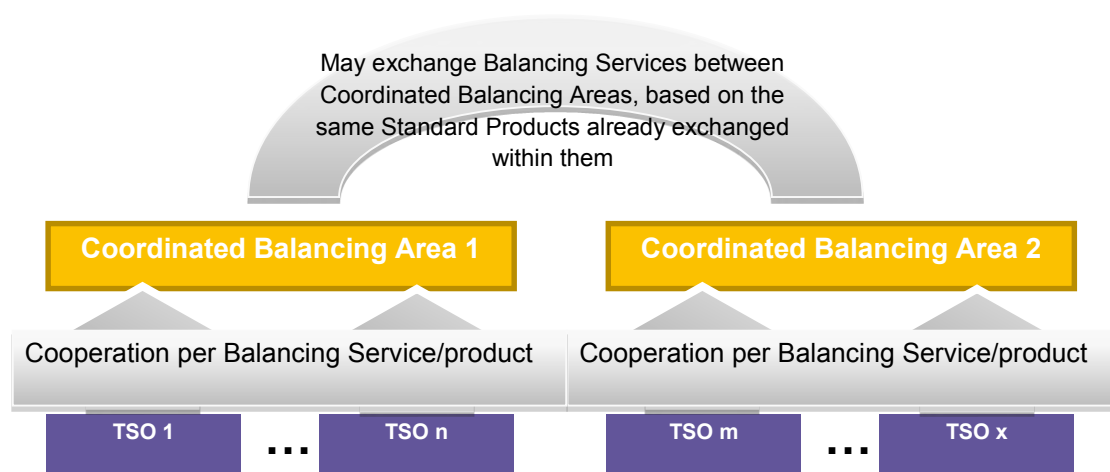 May exchange Balancing Services between
Coordinated Balancing Areas, based on the
same Standard Products already exchanged
within them
Coordinated Balancing Area 1
Coordinated Balancing Area 2
Cooperation per Balancing Service/product
Cooperation per Balancing Service/product
TSO 1
...
TSO n
TSO m
...
TSO x